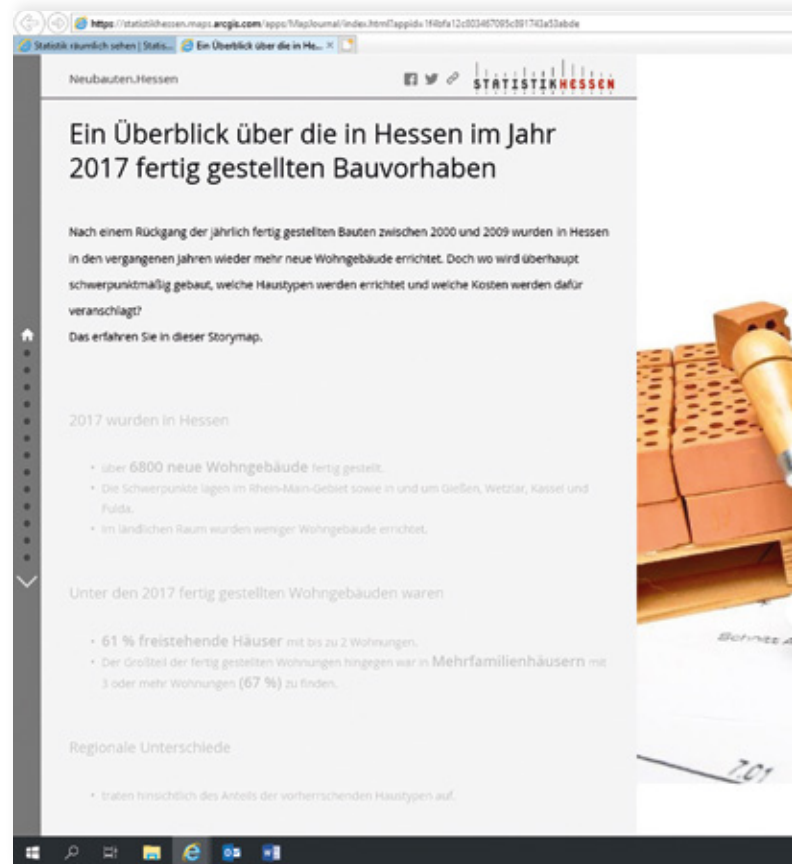 https://statistikhessen.maps.arcgis.com/apps/MapJournal/index.html?appid=
Statistik räumlich sehen | Statis...
Ein Überblick über die in He...
Neubauten.Hessen
STATISTIKHESSEN
Ein Überblick über die in Hessen im Jahr
2017 fertig gestellten Bauvorhaben
Nach einem Rückgang der jährlich fertig gestellten Bauten zwischen 2000 und 2009 wurden in Hessen
in den vergangenen Jahren wieder mehr neue Wohngebäude errichtet. Doch wo wird überhaupt
schwerpunktmäßig gebaut, welche Haustypen werden errichtet und welche Kosten werden dafür
veranschlagt?
Das erfahren Sie in dieser Storymap.
2017 wurden in Hessen
• über 6800 neue Wohngebäude fertig gestellt.
• Die Schwerpunkte lagen im Rhein-Main-Gebiet sowie in und um Gießen, Wetzlar, Kassel und
Fulda.
• Im ländlichen Raum wurden weniger Wohngebäude errichtet.
Unter den 2017 fertig gestellten Wohngebäuden waren
• 61 % freistehende Häuser mit bis zu 2 Wohnungen.
• Der Großteil der fertig gestellten Wohnungen hingegen war in Mehrfamilienhäusern mit
3 oder mehr Wohnungen (67 %) zu finden.
Regionale Unterschiede
• traten hinsichtlich des Anteils der vorherrschenden Haustypen auf.
Schnitt A
7.01